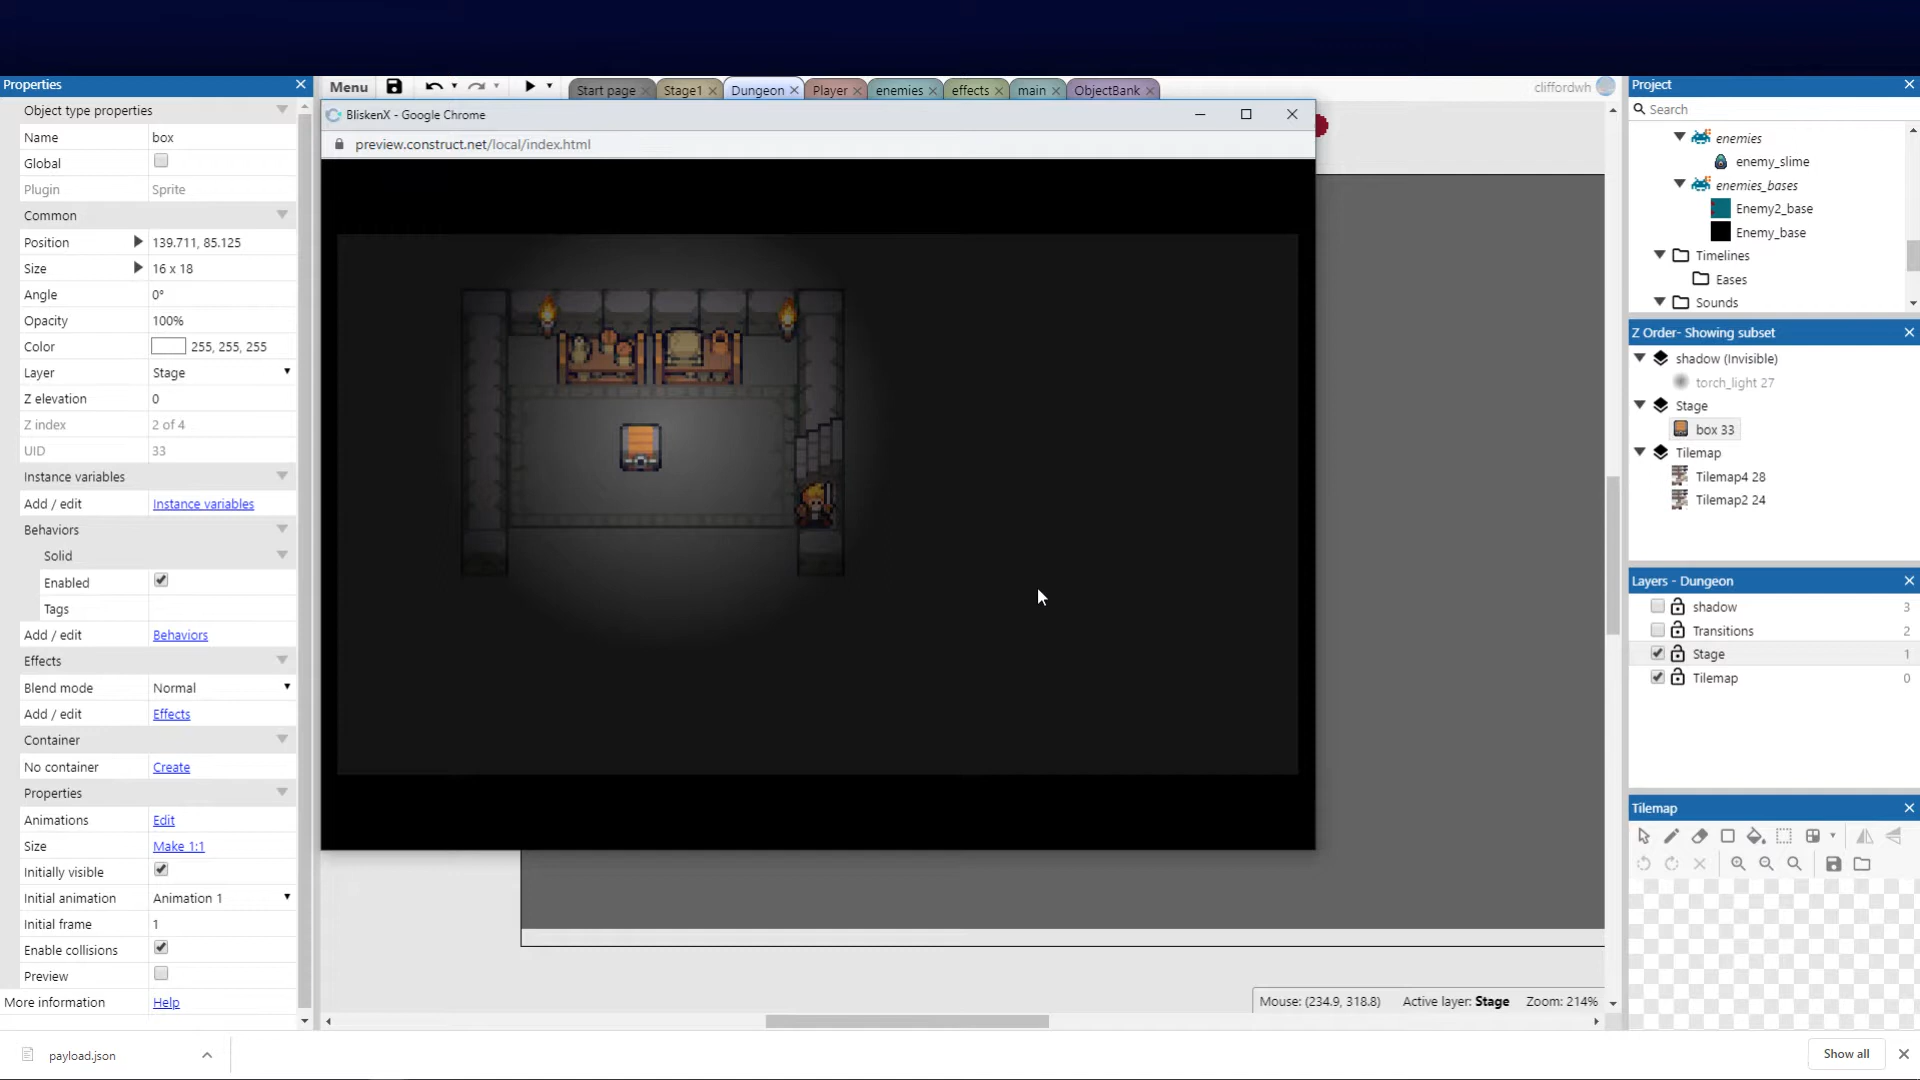 Properties
Object type properties
Name box
Global
Plugin Sprite
Common
Position 139.711, 85.125
Size 16 x 18
Angle 0°
Opacity 100%
Color 255, 255, 255
Layer Stage
Z elevation 0
Z index 2 of 4
UID 33
Instance variables
Add / edit Instance variables
Behaviors
Solid
Enabled
Tags
Add / edit Behaviors
Effects
Blend mode Normal
Add / edit Effects
Container
No container Create
Properties
Animations Edit
Size Make 1:1
Initially visible
Initial animation Animation 1
Initial frame 1
Enable collisions
Preview
More information Help
Menu
Start page Stage1 Dungeon Player enemies effects main ObjectBank
cliffordwh
BliskenX - Google Chrome
preview.construct.net/local/index.html
Mouse: (234.9, 318.8) Active layer: Stage Zoom: 214%
Project
Search
enemies
enemy_slime
enemies_bases
Enemy2_base
Enemy_base
Timelines
Eases
Sounds
Z Order- Showing subset
shadow (Invisible)
torch_light 27
Stage
box 33
Tilemap
Tilemap4 28
Tilemap2 24
Layers - Dungeon
shadow 3
Transitions 2
Stage 1
Tilemap 0
Tilemap
payload.json
Show all